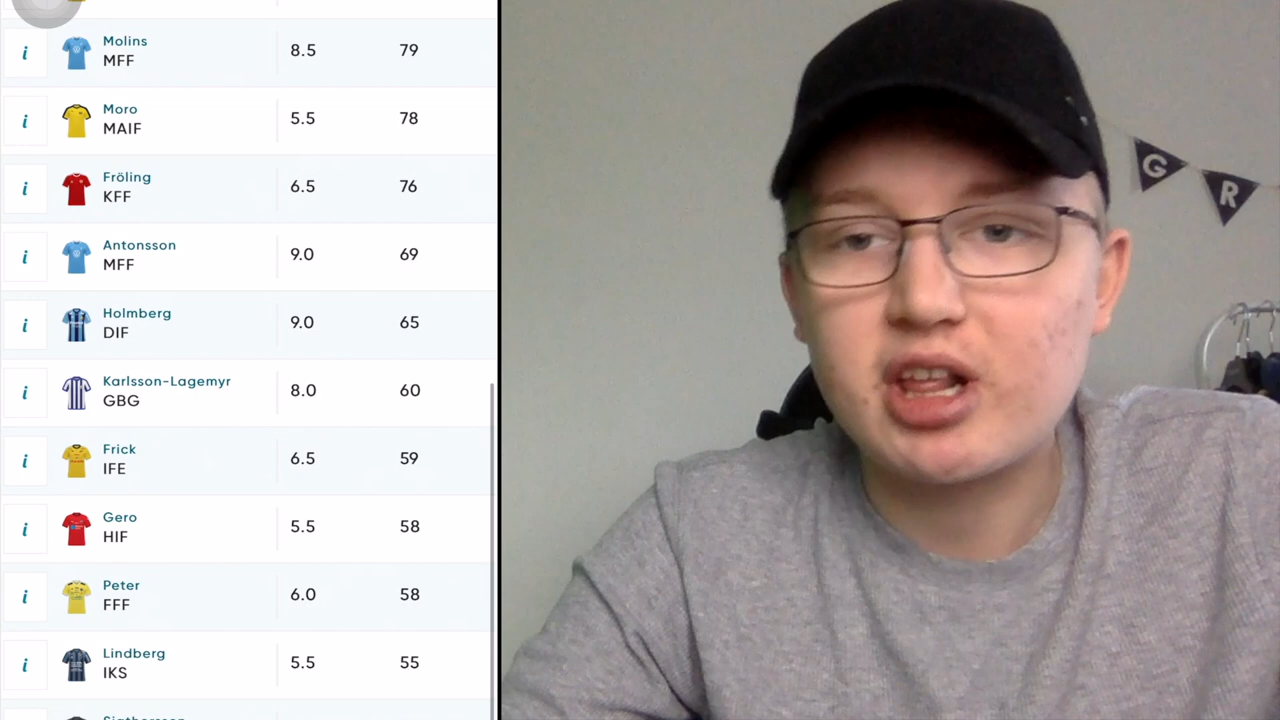 Molins
MFF
8.5
79
Moro
MAIF
5.5
78
Fröling
KFF
6.5
76
Antonsson
MFF
9.0
69
Holmberg
DIF
9.0
65
Karlsson-Lagemyr
GBG
8.0
60
Frick
IFE
6.5
59
Gero
HIF
5.5
58
Peter
FFF
6.0
58
Lindberg
IKS
5.5
55
G
R